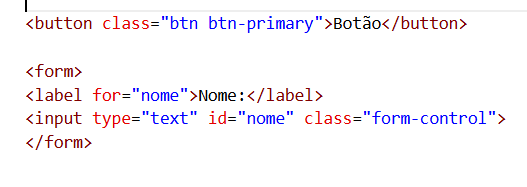 <button class="btn btn-primary">Botão</button>
<form>
<label for="nome">Nome:</label>
<input type="text" id="nome" class="form-control">
</form>